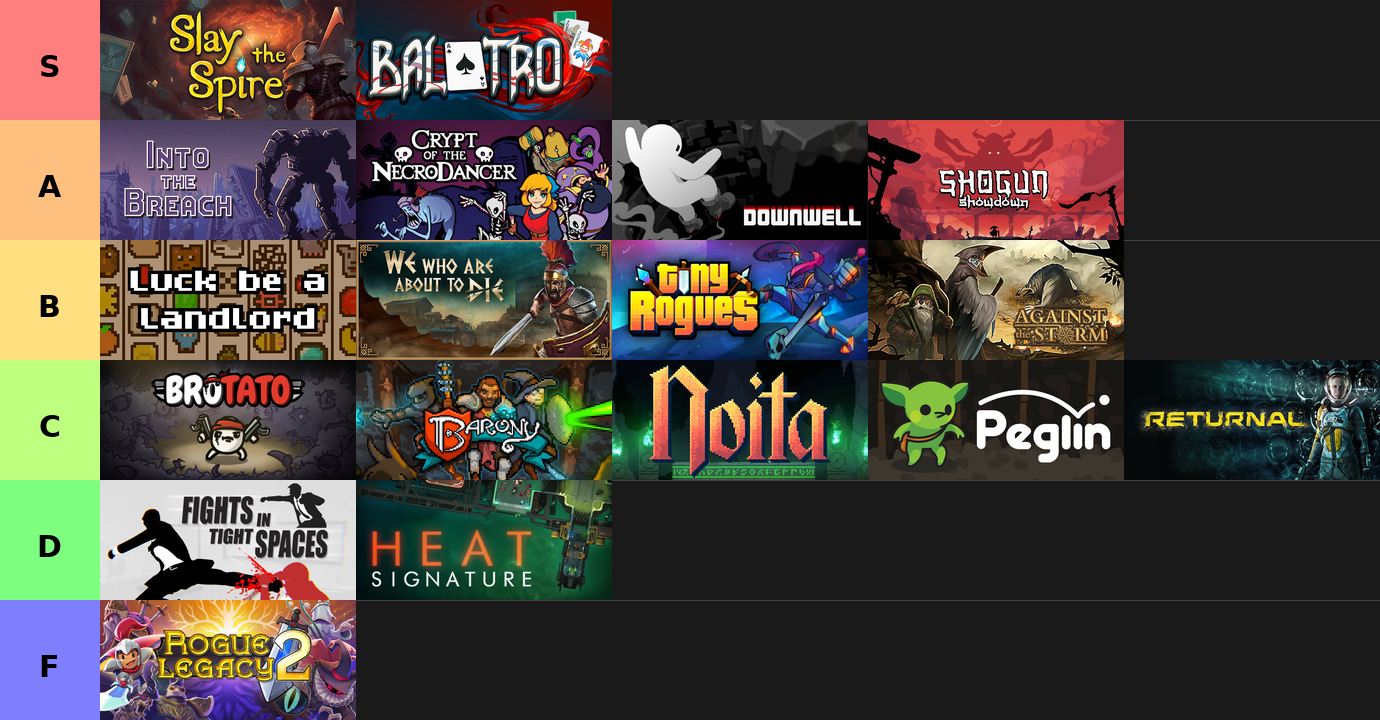 S
Slay
the
Spire
BALATRO
A
INTO
THE
BREACH
CRYPT
OF THE
NECRODANCER
DOWNWELL
SHOGUN
showdown
B
Luck be a
Landlord
WE WHO ARE
ABOUT TO DIE
tiny
Rogues
AGAINST
the STORM
C
BROTATO
BARONY
Noita
Peglin
RETURNAL
D
FIGHTS IN
TIGHT SPACES
HEAT
SIGNATURE
F
ROGUE
LEGACY 2